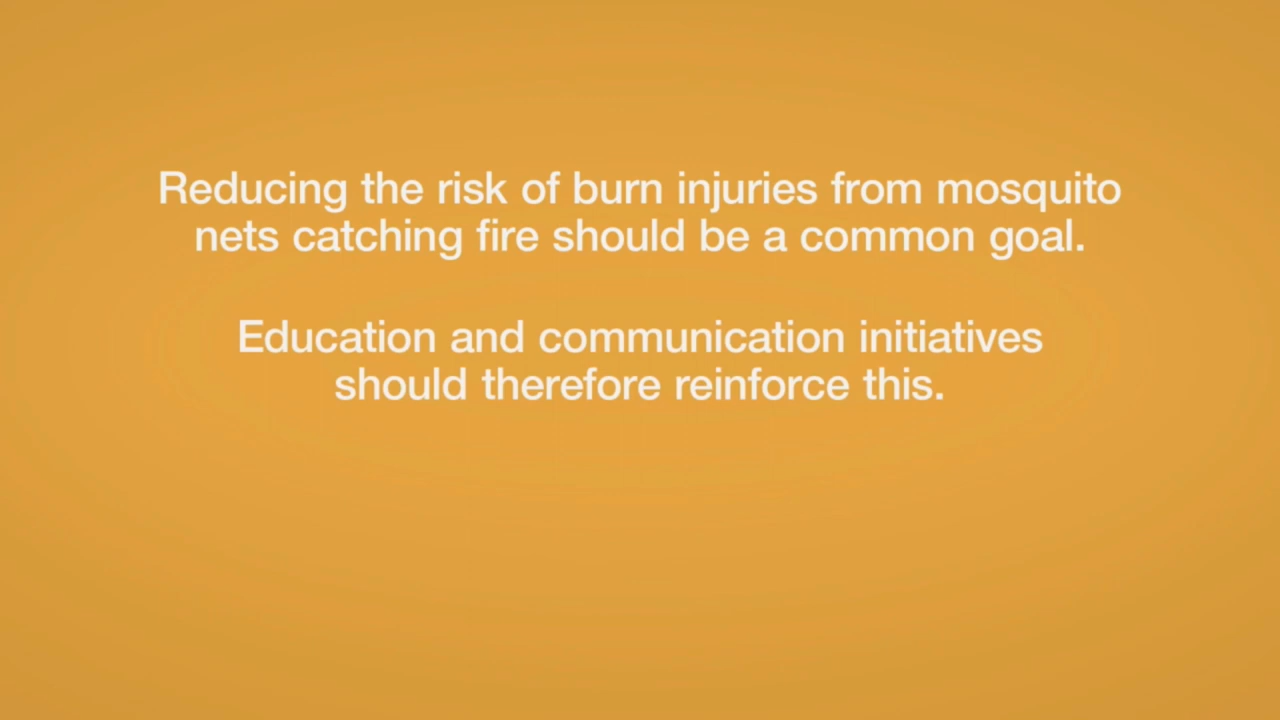 Reducing the risk of burn injuries from mosquito
nets catching fire should be a common goal.
Education and communication initiatives
should therefore reinforce this.